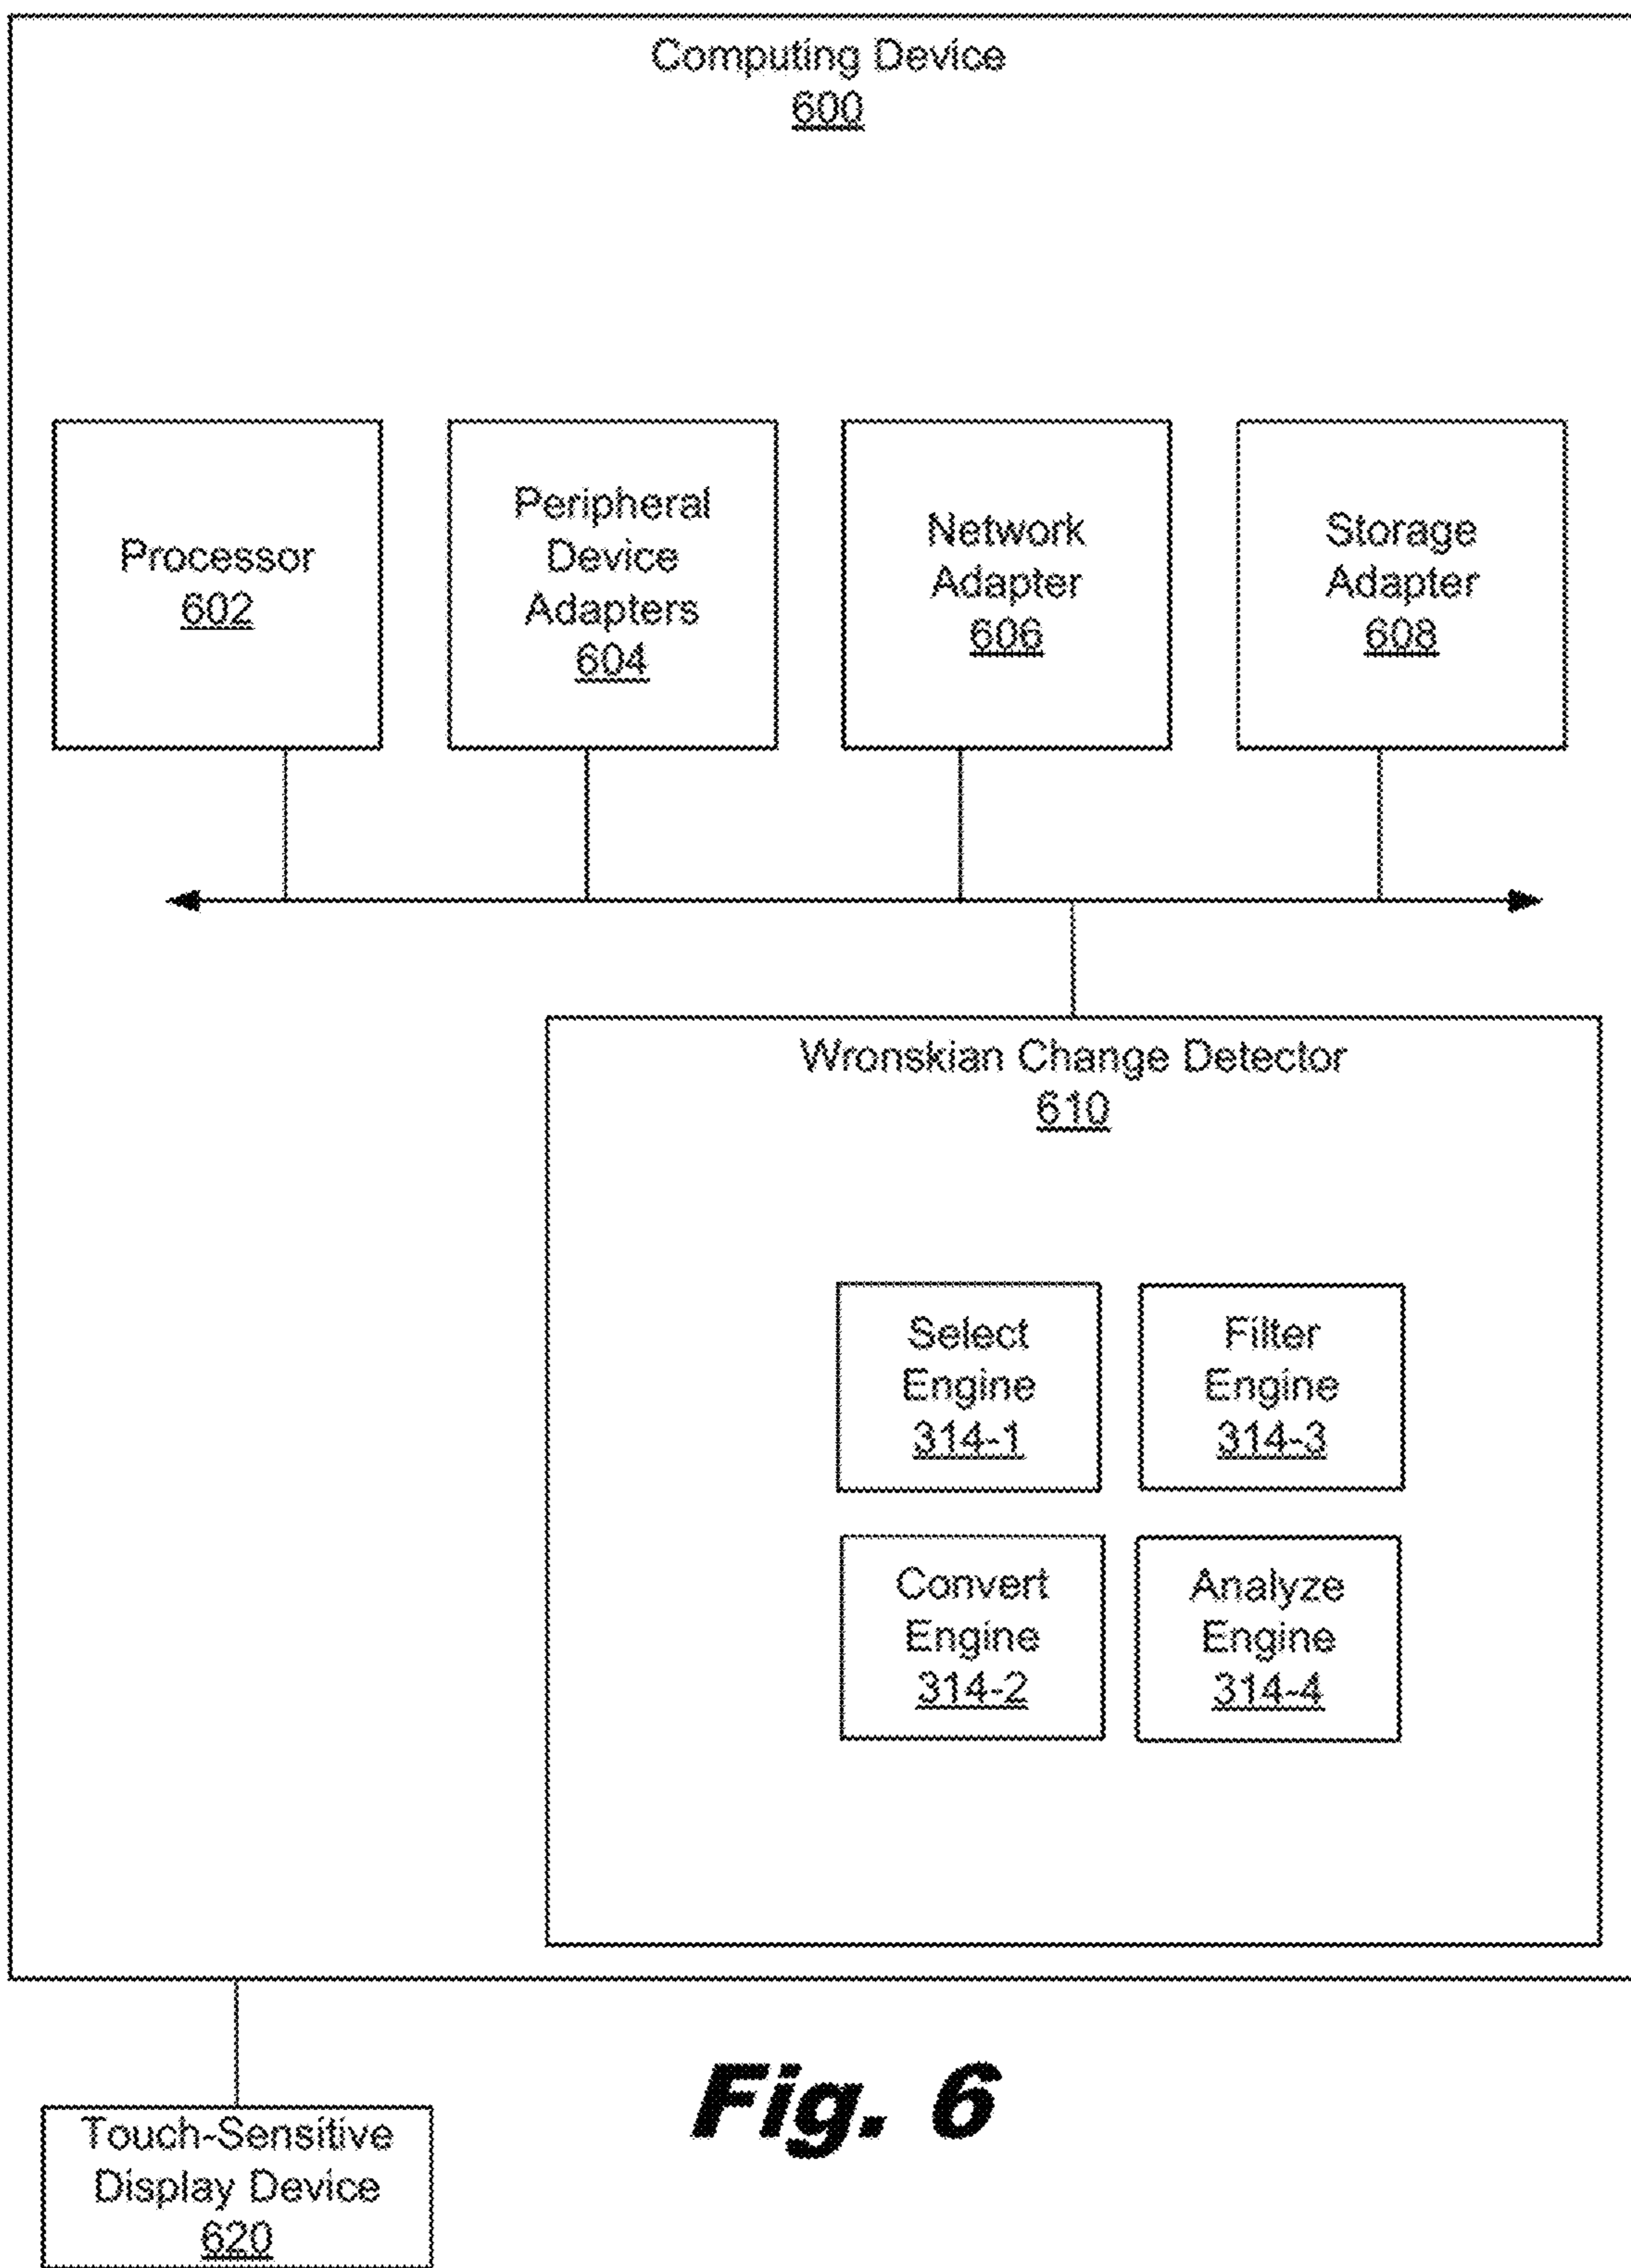 Computing Device
600
Processor
602
Peripheral
Device
Adapters
604
Network
Adapter
606
Storage
Adapter
608
Wronskian Change Detector
610
Select
Engine
314-1
Filter
Engine
314-3
Convert
Engine
314-2
Analyze
Engine
314-4
Touch-Sensitive
Display Device
620
Fig. 6